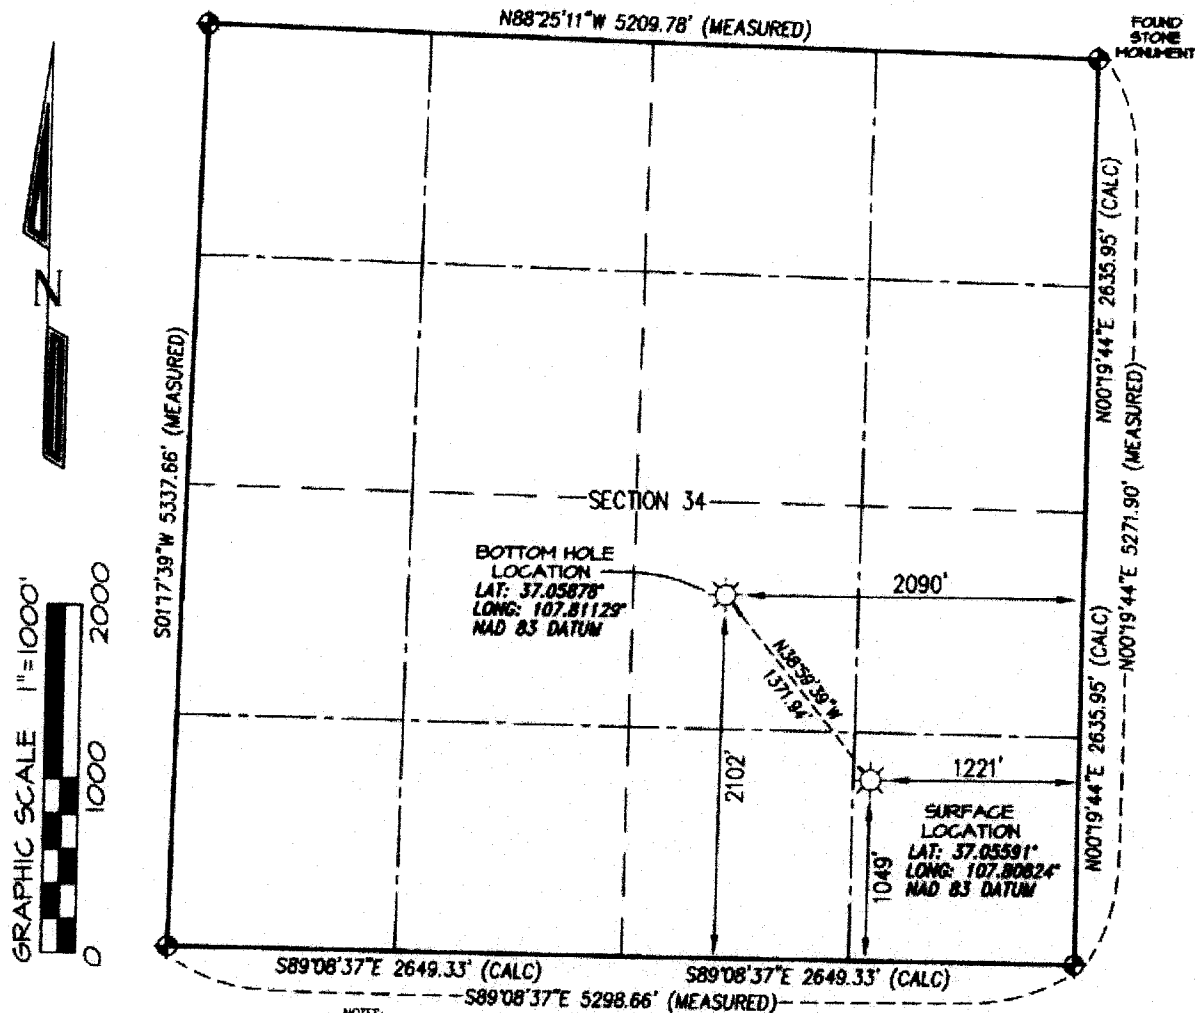 N88°25'11"W 5209.78' (MEASURED)
FOUND
STONE
MONUMENT
N00°19'44"E 2635.95' (CALC)
N00°19'44"E 5271.90' (MEASURED)
S01°17'39"W 5337.66' (MEASURED)
N
SECTION 34
BOTTOM HOLE
LOCATION
LAT: 37.05878°
LONG: 107.81129°
NAD 83 DATUM
2090'
N38°59'39"W
1371.94'
2102'
1221'
1049'
SURFACE
LOCATION
LAT: 37.05591°
LONG: 107.80824°
NAD 83 DATUM
N00°19'44"E 2635.95' (CALC)
GRAPHIC SCALE 1"=1000'
0
1000
2000
S89°08'37"E 2649.33' (CALC)
S89°08'37"E 2649.33' (CALC)
S89°08'37"E 5298.66' (MEASURED)
NOTES: